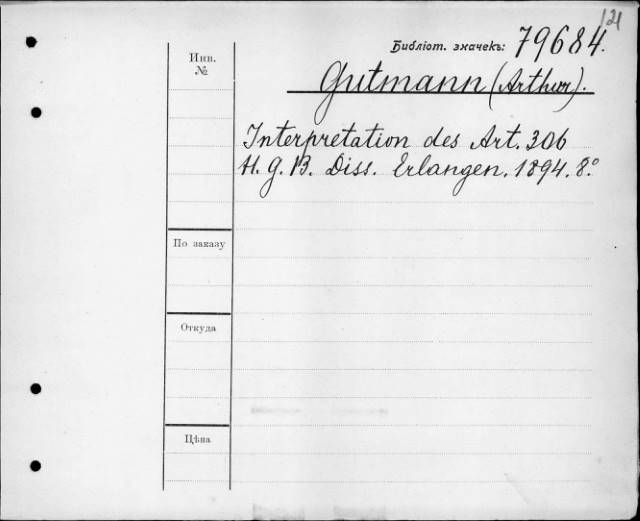 121
Библіот. значекъ: 79684.
Инв.
№
Gutmann (Arthur).
Interpretation des Art. 306
H. G. B. Diss. Erlangen. 1894. 8.°
По заказу
Откуда
Цѣна